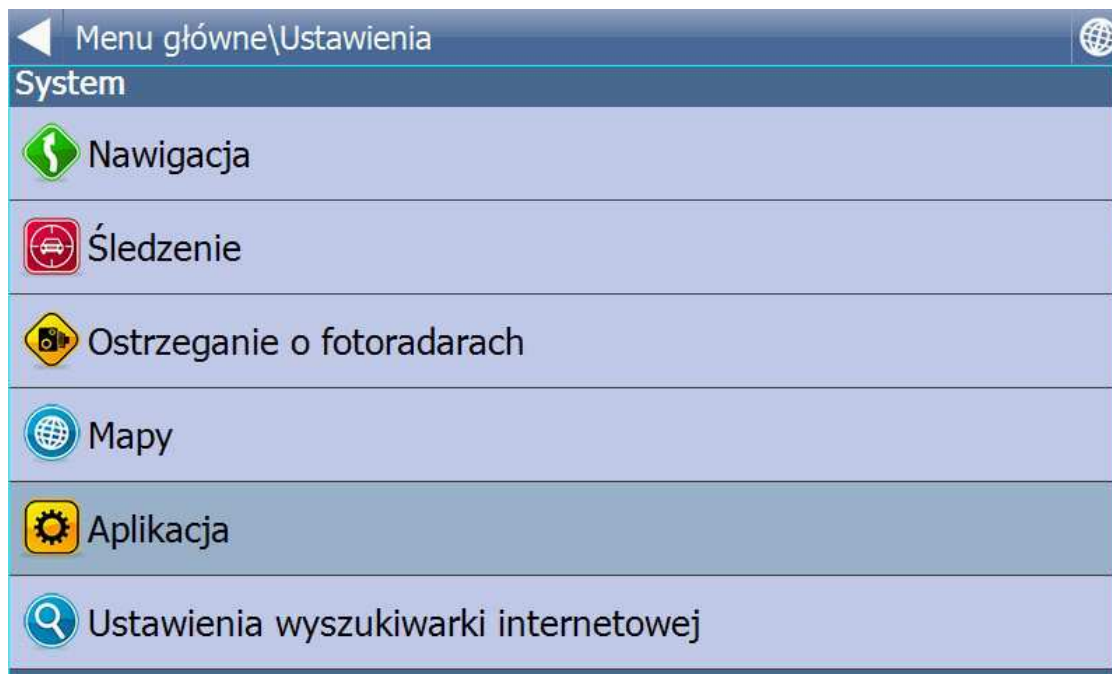 Menu główne\Ustawienia
System
Nawigacja
Śledzenie
Ostrzeganie o fotoradarach
Mapy
Aplikacja
Ustawienia wyszukiwarki internetowej